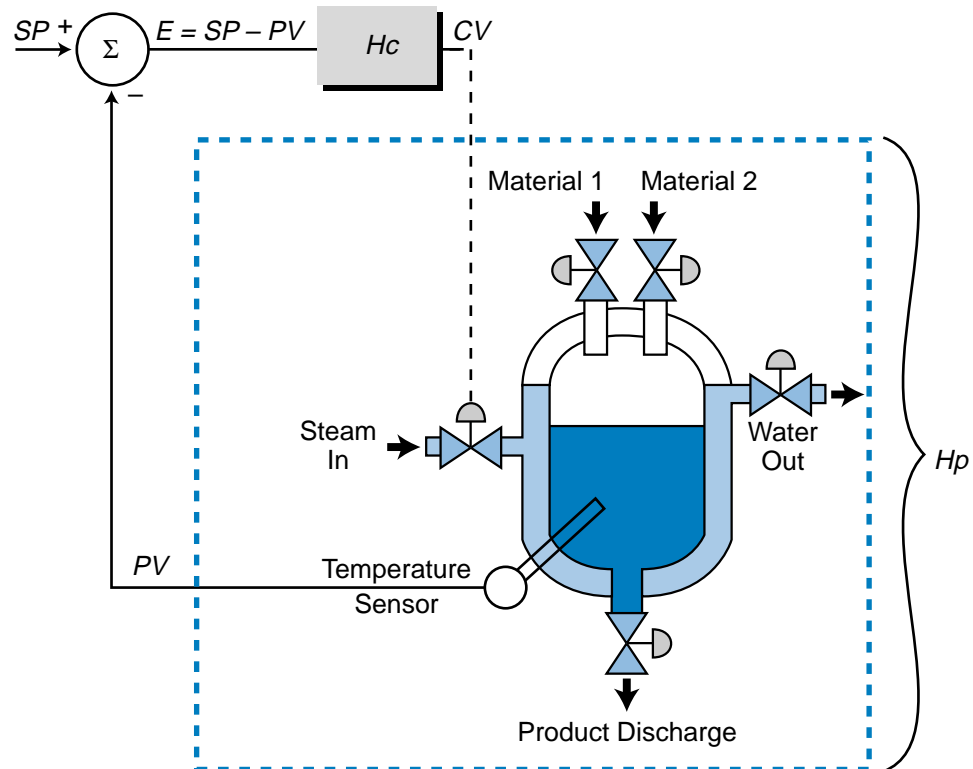 SP +
Σ
E = SP – PV
Hc
CV
–
Material 1
Material 2
Steam
In
Water
Out
Hp
PV
Temperature
Sensor
Product Discharge